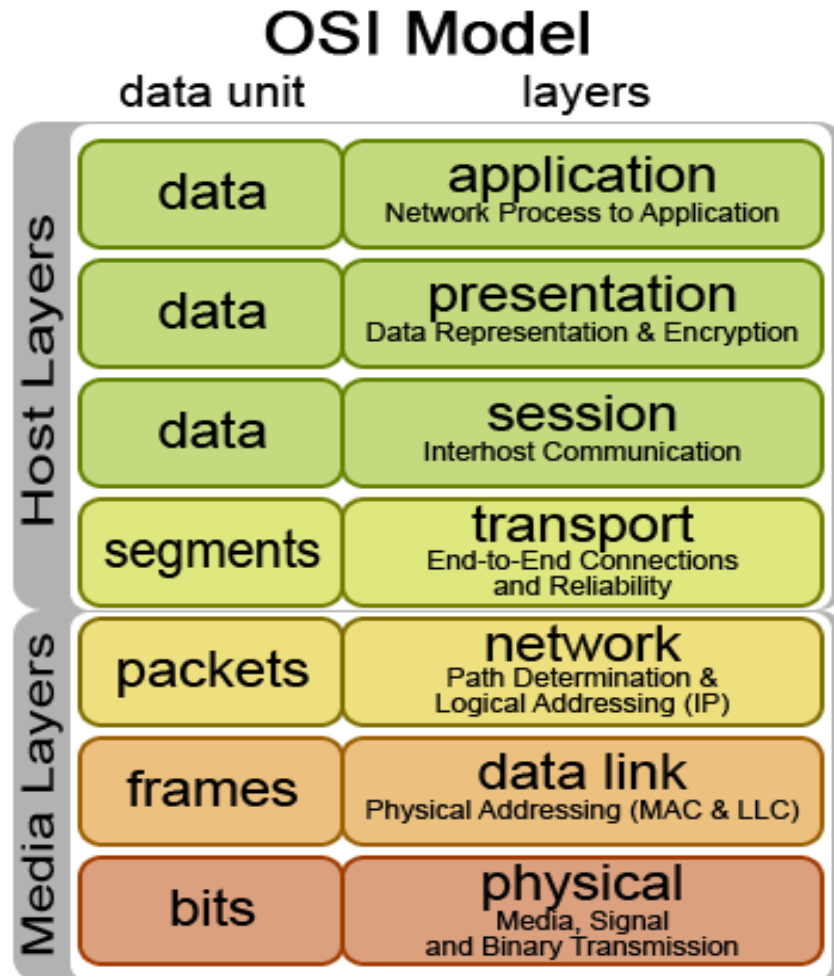 OSI Model
data unit layers
Host Layers
data
application
Network Process to Application
data
presentation
Data Representation & Encryption
data
session
Interhost Communication
segments
transport
End-to-End Connections
and Reliability
Media Layers
packets
network
Path Determination &
Logical Addressing (IP)
frames
data link
Physical Addressing (MAC & LLC)
bits
physical
Media, Signal
and Binary Transmission